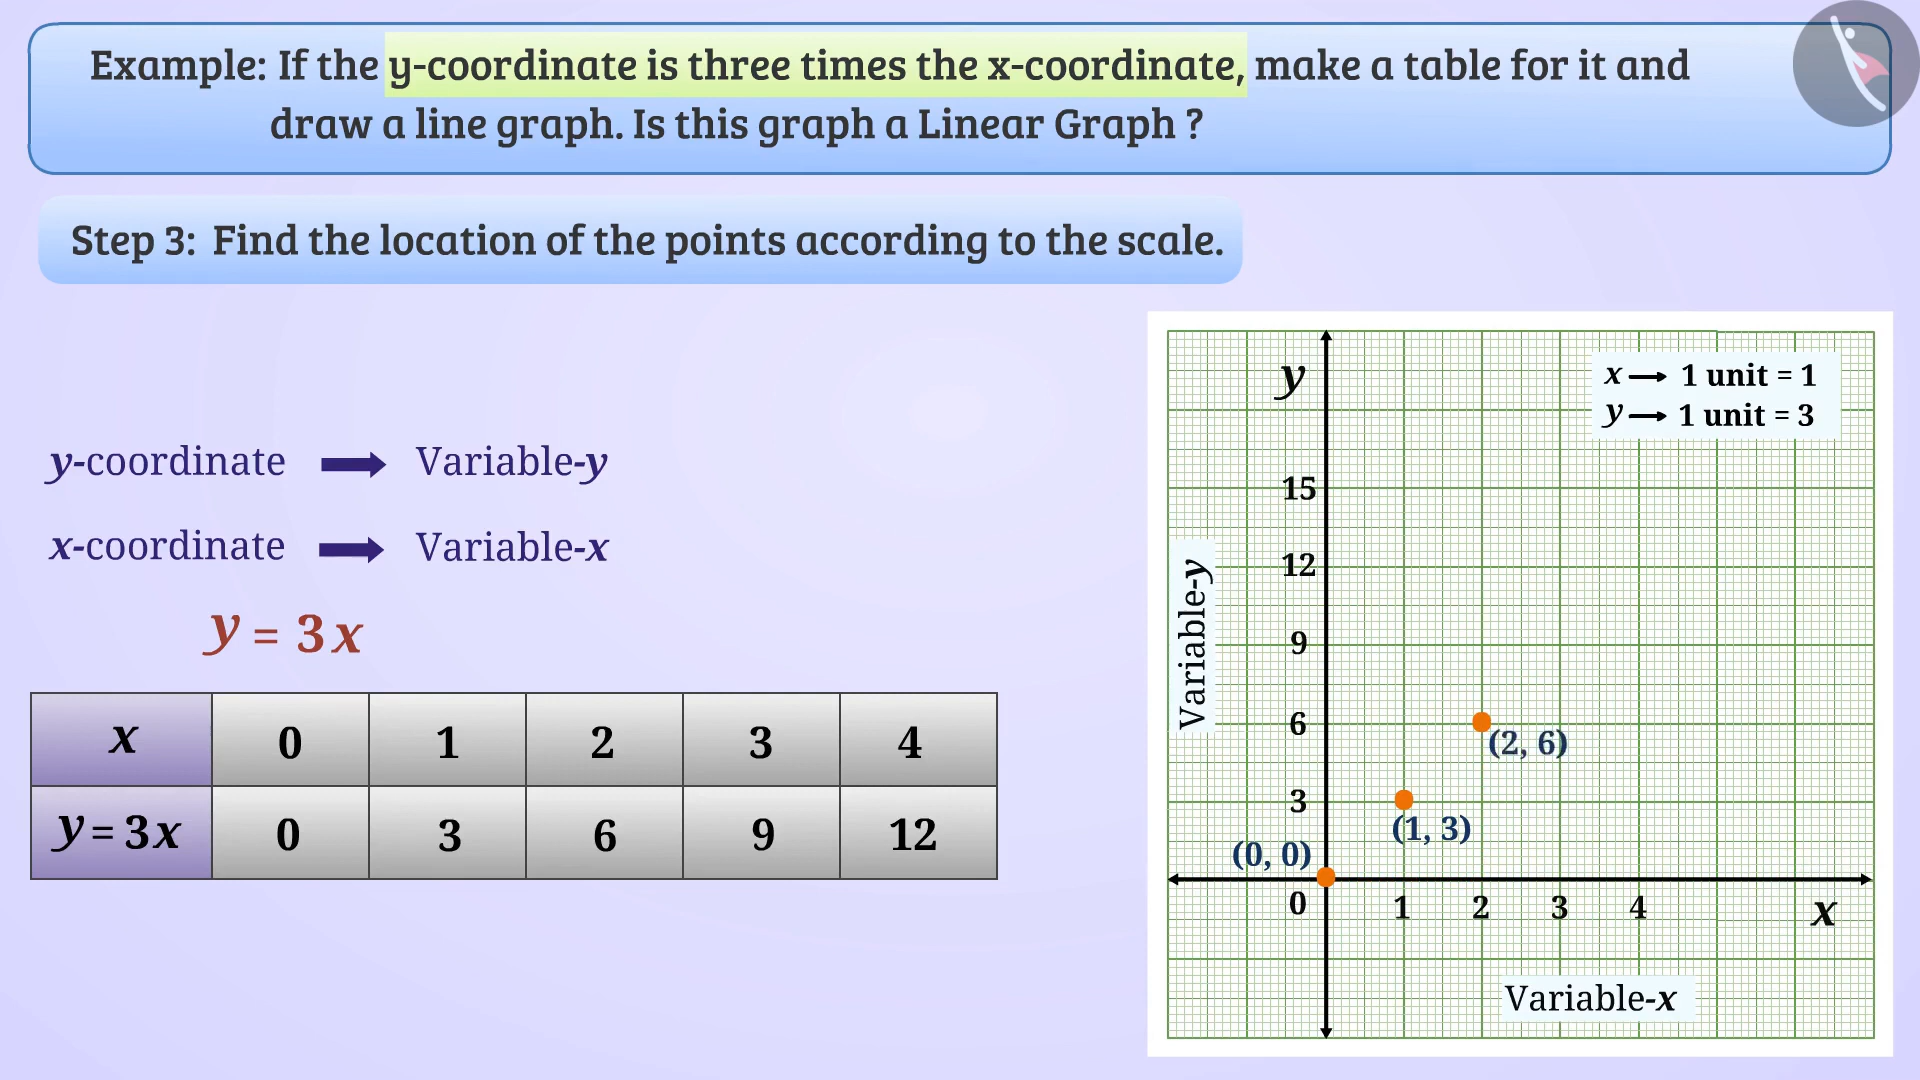 Example: If the y-coordinate is three times the x-coordinate, make a table for it and
draw a line graph. Is this graph a Linear Graph ?
Step 3: Find the location of the points according to the scale.
y-coordinate → Variable-y
x-coordinate → Variable-x
y = 3x
x 0 1 2 3 4
y = 3x 0 3 6 9 12
y
x → 1 unit = 1
y → 1 unit = 3
15
12
9
6
3
0
Variable-y
(2, 6)
(1, 3)
(0, 0)
1 2 3 4
x
Variable-x